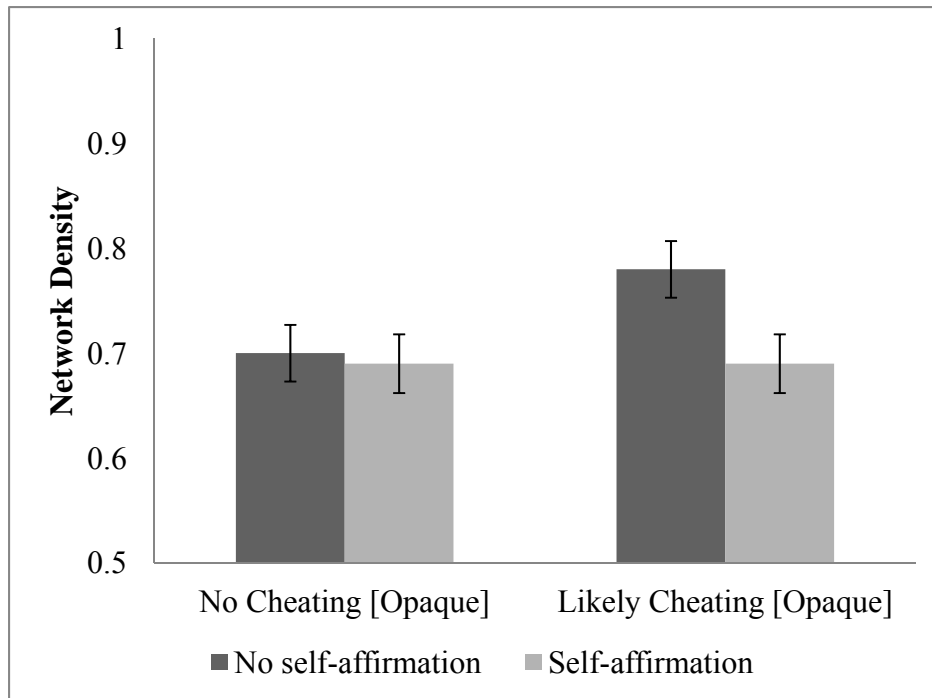 1
0.9
0.8
0.7
0.6
0.5
Network Density
No Cheating [Opaque] Likely Cheating [Opaque]
No self-affirmation Self-affirmation